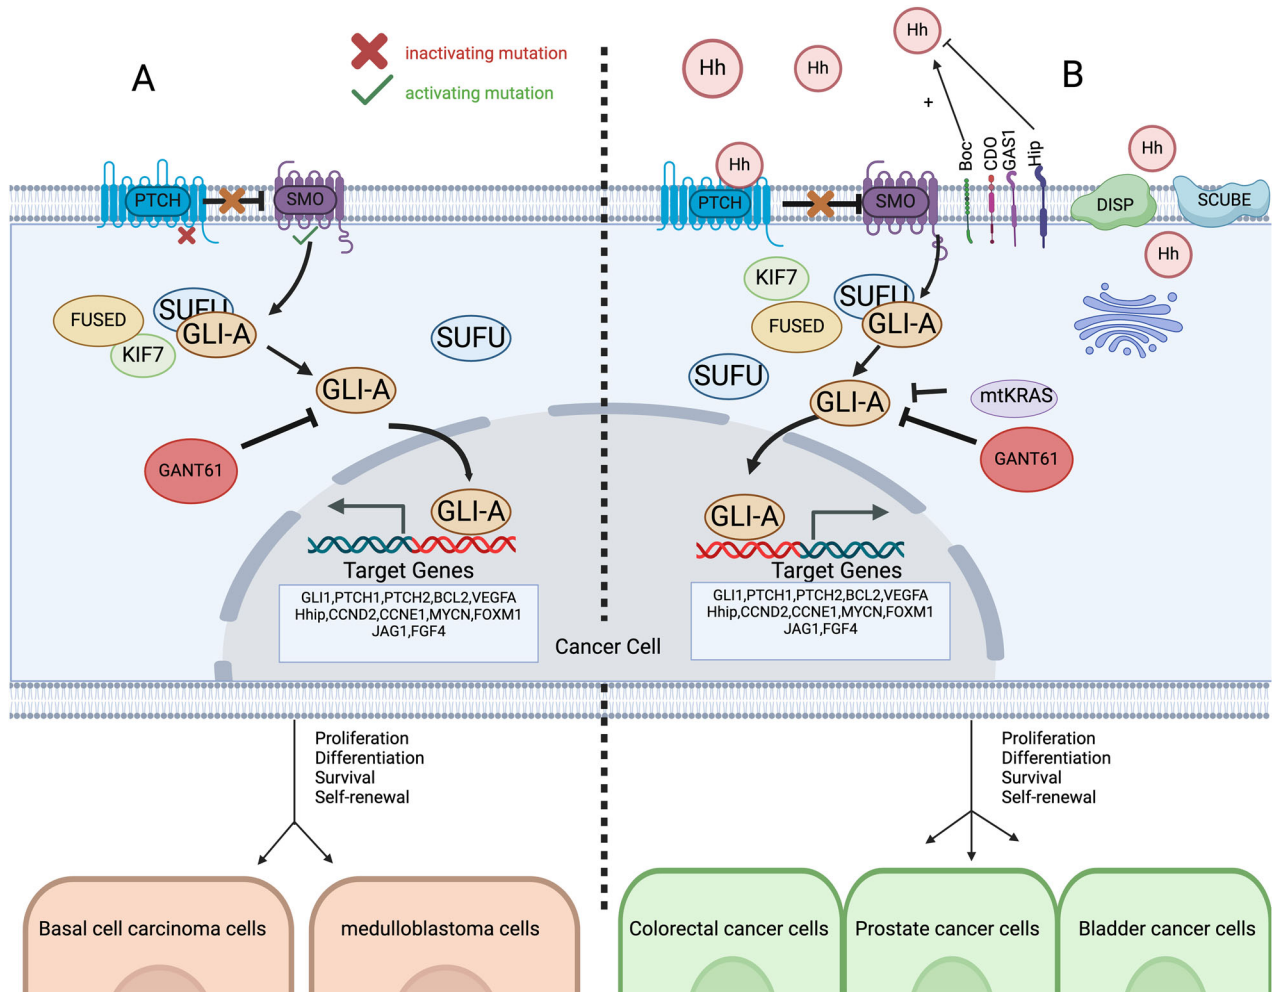 A
inactivating mutation
activating mutation
PTCH
SMO
FUSED
SUFU
GLI-A
KIF7
SUFU
GLI-A
GANT61
GLI-A
Target Genes
GLI1,PTCH1,PTCH2,BCL2,VEGFA
Hhip,CCND2,CCNE1,MYCN,FOXM1
JAG1,FGF4
Cancer Cell
Proliferation
Differentiation
Survival
Self-renewal
Basal cell carcinoma cells
medulloblastoma cells
B
Hh
Hh
Hh
+
Hh
PTCH
SMO
Boc
CDO
GAS1
Hip
Hh
DISP
SCUBE
Hh
KIF7
FUSED
SUFU
GLI-A
SUFU
GLI-A
mtKRAS
GANT61
GLI-A
Target Genes
GLI1,PTCH1,PTCH2,BCL2,VEGFA
Hhip,CCND2,CCNE1,MYCN,FOXM1
JAG1,FGF4
Proliferation
Differentiation
Survival
Self-renewal
Colorectal cancer cells
Prostate cancer cells
Bladder cancer cells